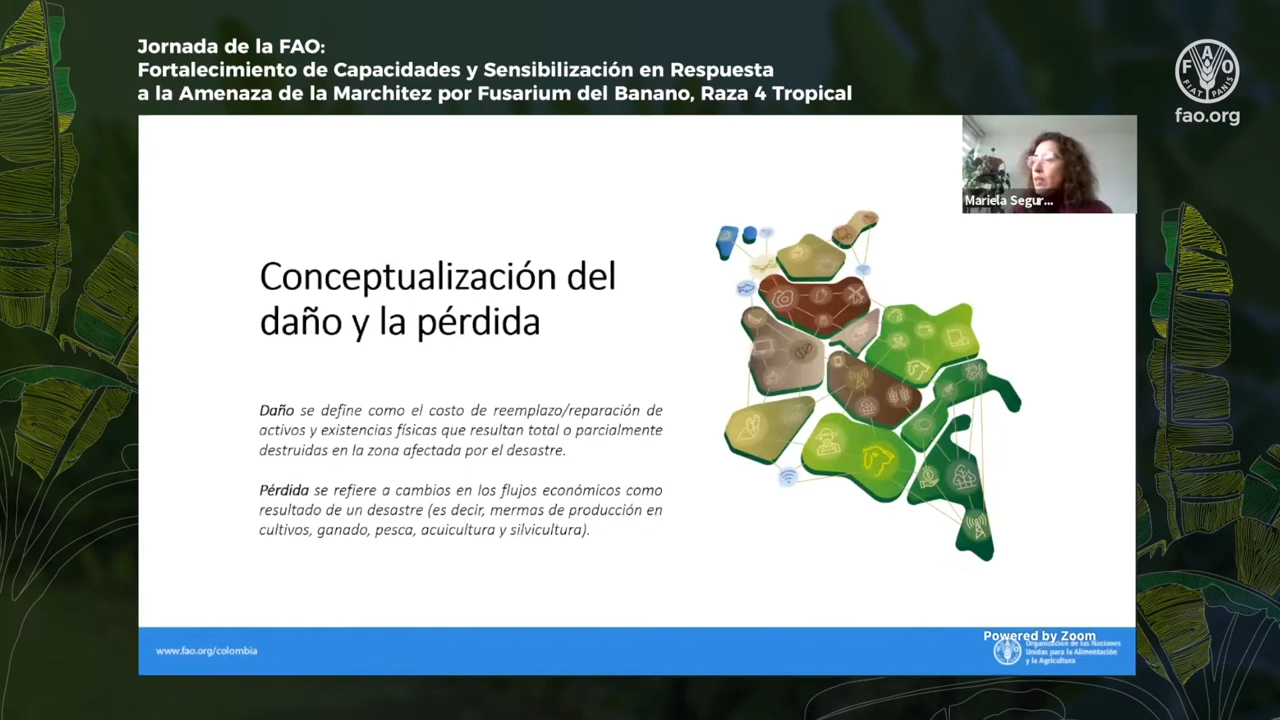 Jornada de la FAO:
Fortalecimiento de Capacidades y Sensibilización en Respuesta
a la Amenaza de la Marchitez por Fusarium del Banano, Raza 4 Tropical
F A O
FIAT PANIS
fao.org
Mariela Segur...
Conceptualización del
daño y la pérdida
Daño se define como el costo de reemplazo/reparación de
activos y existencias físicas que resultan total o parcialmente
destruidas en la zona afectada por el desastre.
Pérdida se refiere a cambios en los flujos económicos como
resultado de un desastre (es decir, mermas de producción en
cultivos, ganado, pesca, acuicultura y silvicultura).
www.fao.org/colombia
Powered by Zoom
Organización de las Naciones
Unidas para la Alimentación
y la Agricultura